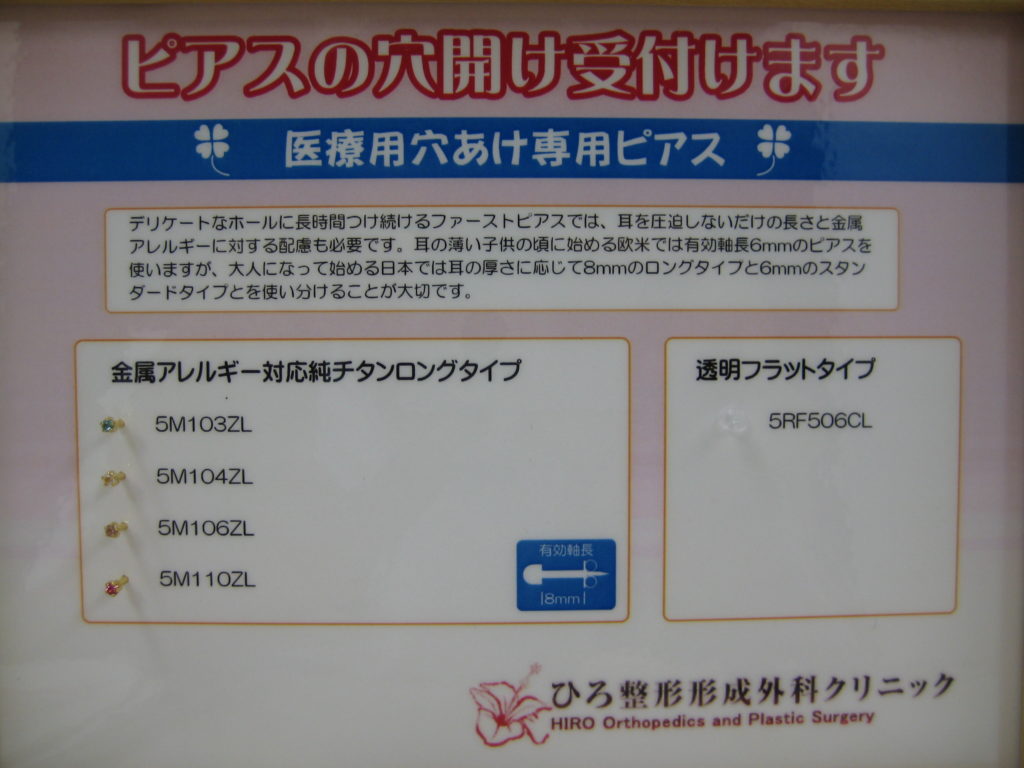 ピアスの穴開け受付けます
医療用穴あけ専用ピアス
デリケートなホールに長時間つけ続けるファーストピアスでは、耳を圧迫しないだけの長さと金属
アレルギーに対する配慮も必要です。耳の薄い子供の頃に始める欧米では有効軸長6mmのピアスを
使いますが、大人になって始める日本では耳の厚さに応じて8mmのロングタイプと6mmのスタン
ダードタイプとを使い分けることが大切です。
金属アレルギー対応純チタンロングタイプ
5M103ZL
5M104ZL
5M106ZL
5M110ZL
有効軸長
8mm
透明フラットタイプ
5RF506CL
ひろ整形形成外科クリニック
HIRO Orthopedics and Plastic Surgery